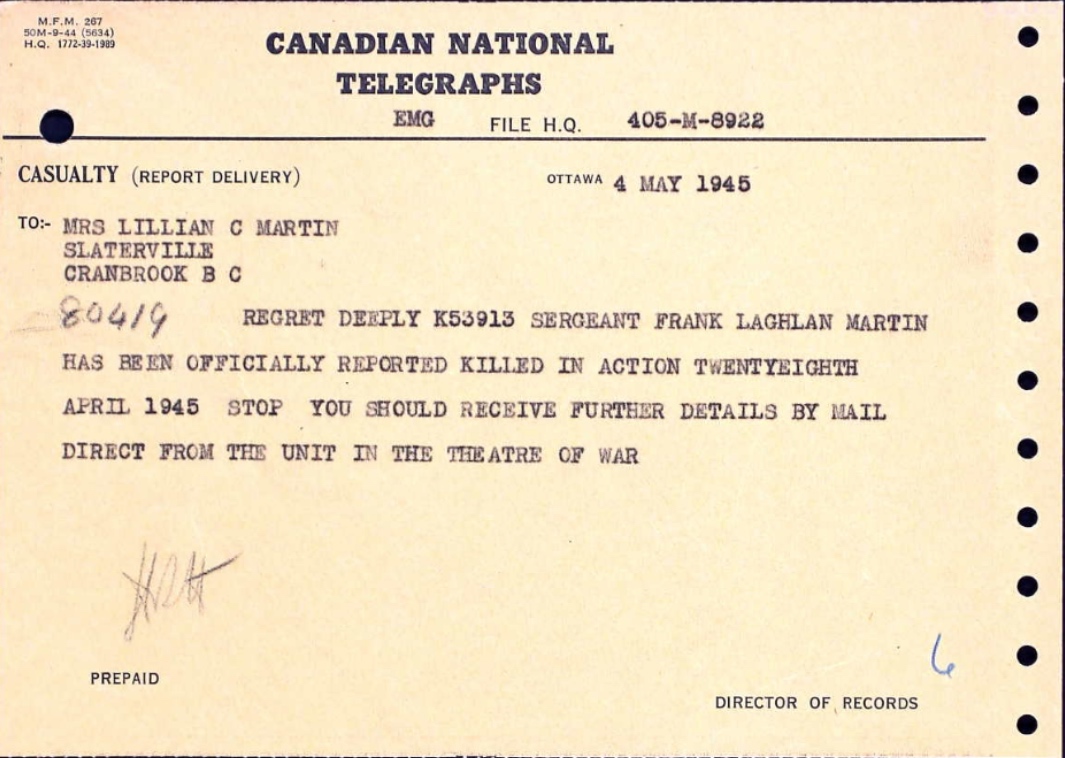 M.F.M. 267
50M-9-44 (5634)
H.Q. 1772-39-1989
CANADIAN NATIONAL
TELEGRAPHS
EMG FILE H.Q. 405-M-8922
CASUALTY (REPORT DELIVERY) OTTAWA 4 MAY 1945
TO:- MRS LILLIAN C MARTIN
SLATERVILLE
CRANBROOK B C
80419 REGRET DEEPLY K53913 SERGEANT FRANK LAGHLAN MARTIN
HAS BEEN OFFICIALLY REPORTED KILLED IN ACTION TWENTYEIGHTH
APRIL 1945 STOP YOU SHOULD RECEIVE FURTHER DETAILS BY MAIL
DIRECT FROM THE UNIT IN THE THEATRE OF WAR
6
PREPAID
DIRECTOR OF RECORDS